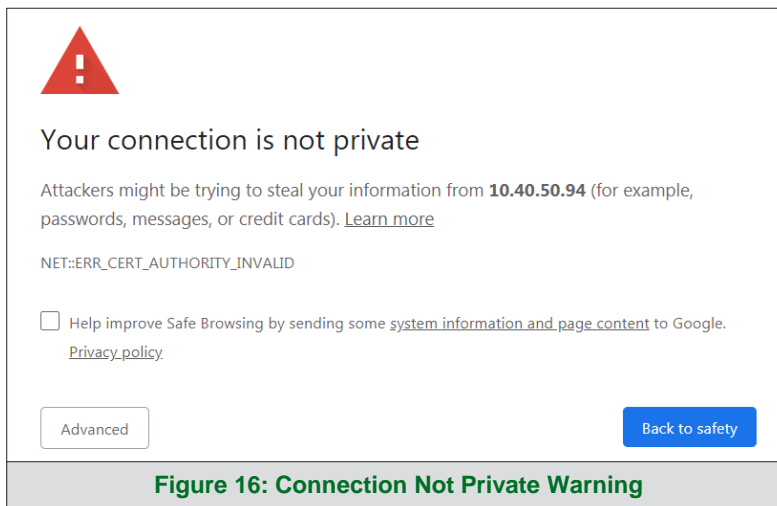 Your connection is not private
Attackers might be trying to steal your information from 10.40.50.94 (for example,
passwords, messages, or credit cards). Learn more
NET::ERR_CERT_AUTHORITY_INVALID
Help improve Safe Browsing by sending some system information and page content to Google.
Privacy policy
Advanced
Back to safety
Figure 16: Connection Not Private Warning